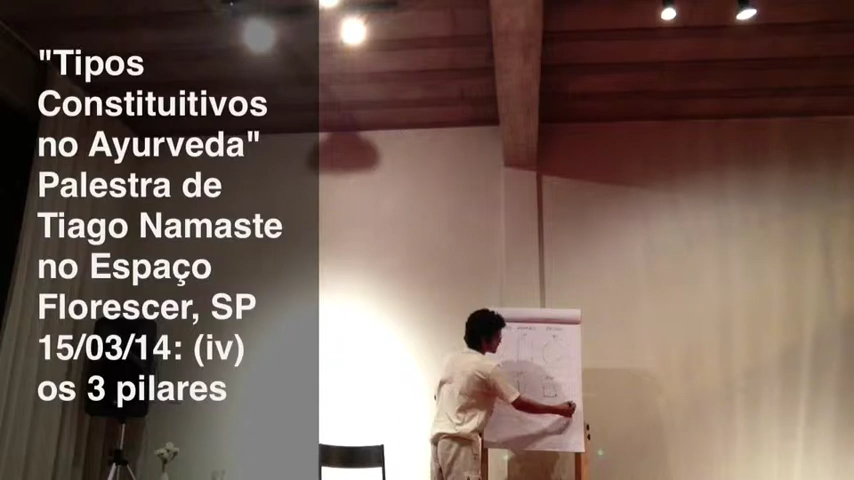 "Tipos
Constituitivos
no Ayurveda"
Palestra de
Tiago Namaste
no Espaço
Florescer, SP
15/03/14: (iv)
os 3 pilares